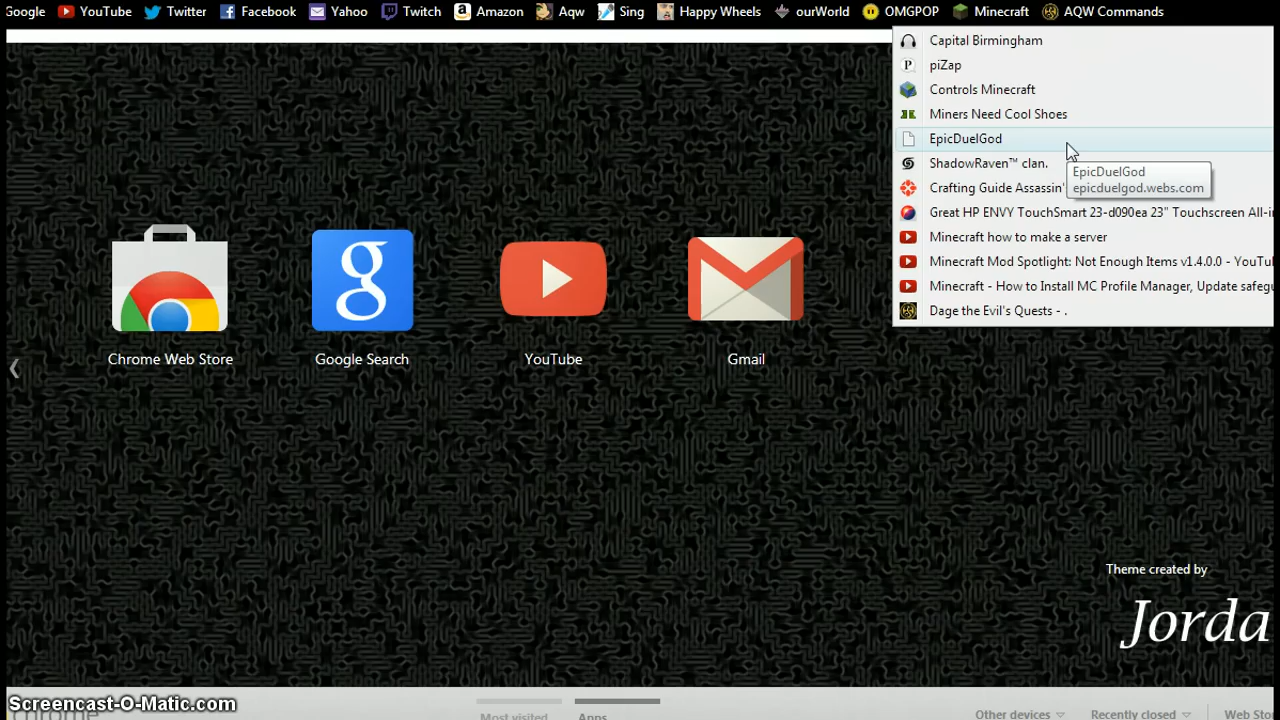 Google YouTube Twitter Facebook Yahoo Twitch Amazon Aqw Sing Happy Wheels ourWorld OMGPOP Minecraft AQW Commands
Capital Birmingham
piZap
Controls Minecraft
Miners Need Cool Shoes
EpicDuelGod
ShadowRaven™ clan.
EpicDuelGod
epicduelgod.webs.com
Crafting Guide Assassin'
Great HP ENVY TouchSmart 23-d090ea 23" Touchscreen All-i
Minecraft how to make a server
Minecraft Mod Spotlight: Not Enough Items v1.4.0.0 - YouTu
Minecraft - How to Install MC Profile Manager, Update safegu
Dage the Evil's Quests - .
Chrome Web Store Google Search YouTube Gmail
Theme created by
Jorda
Screencast-O-Matic.com
chrome Most visited Apps Other devices Recently closed Web Sto